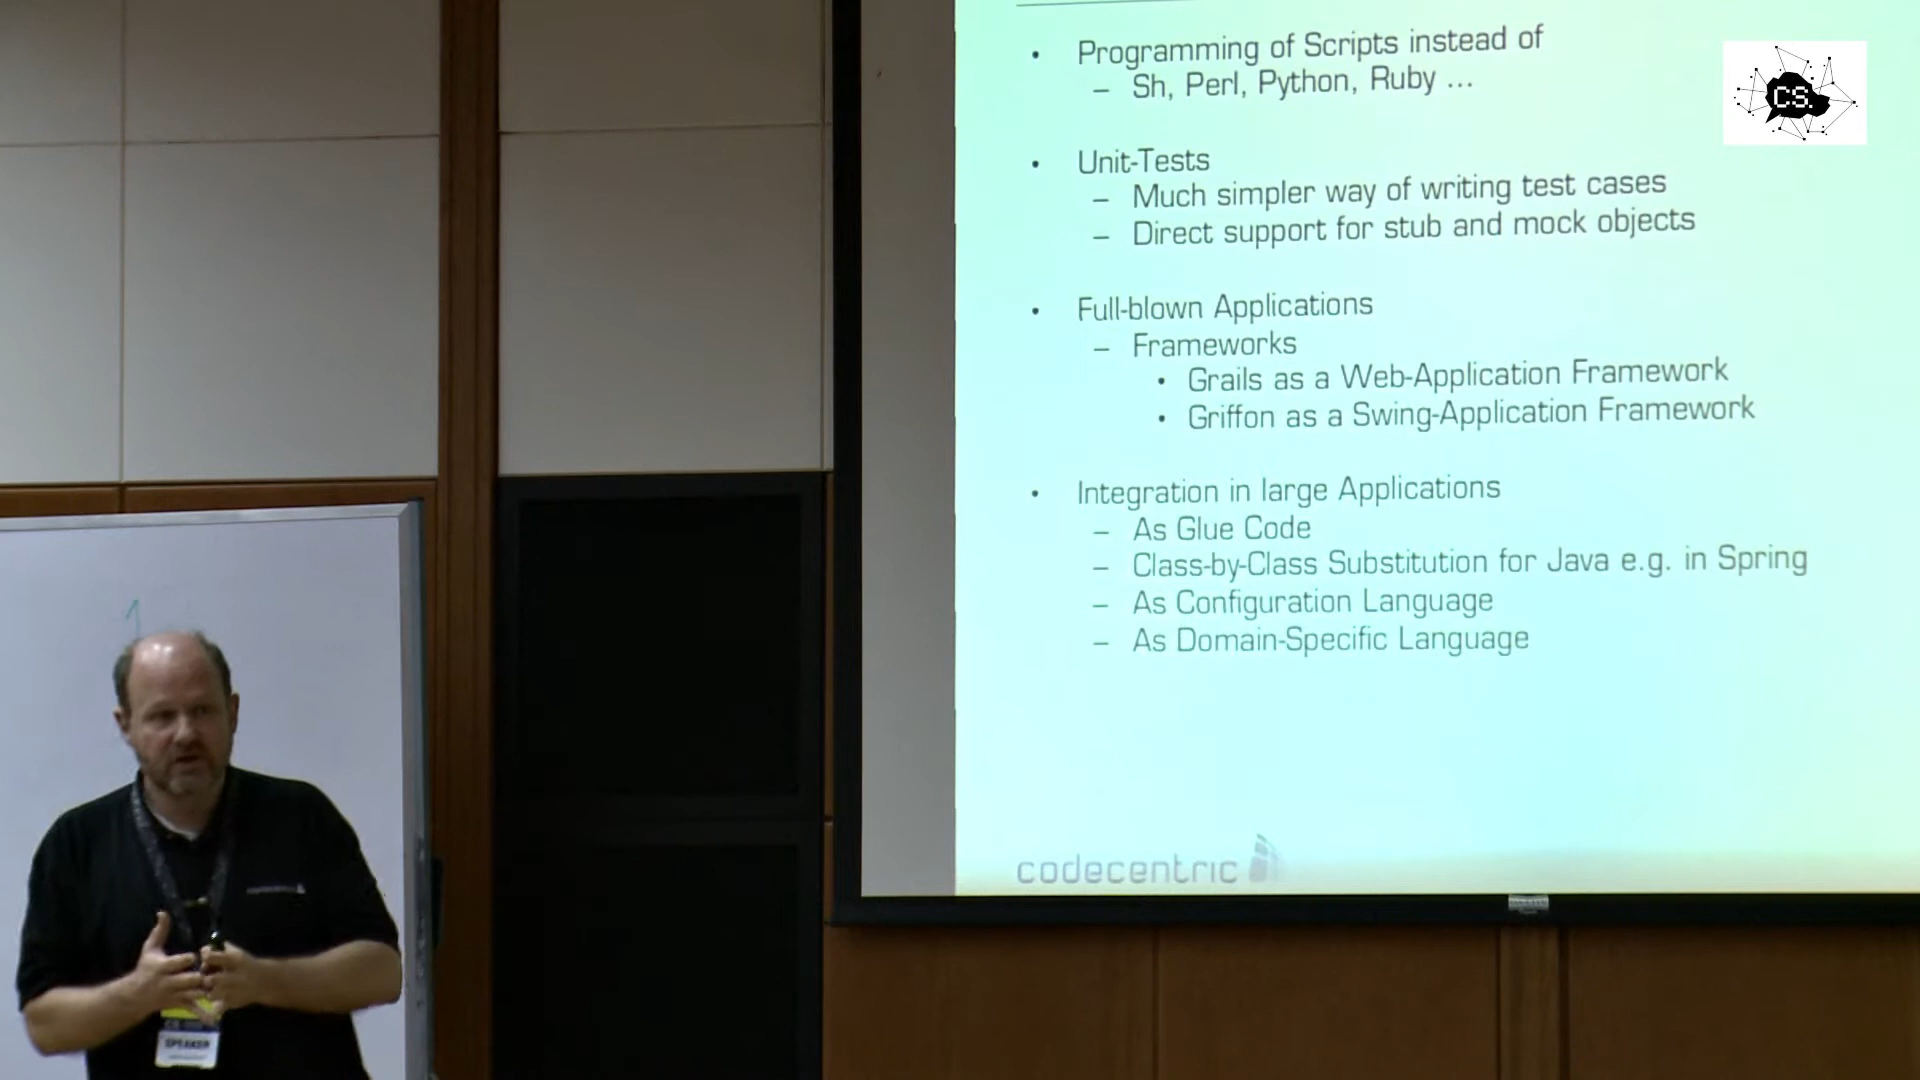 • Programming of Scripts instead of
– Sh, Perl, Python, Ruby ...
• Unit-Tests
– Much simpler way of writing test cases
– Direct support for stub and mock objects
• Full-blown Applications
– Frameworks
• Grails as a Web-Application Framework
• Griffon as a Swing-Application Framework
• Integration in large Applications
– As Glue Code
– Class-by-Class Substitution for Java e.g. in Spring
– As Configuration Language
– As Domain-Specific Language
codecentric
CS.
1
SPEAKER